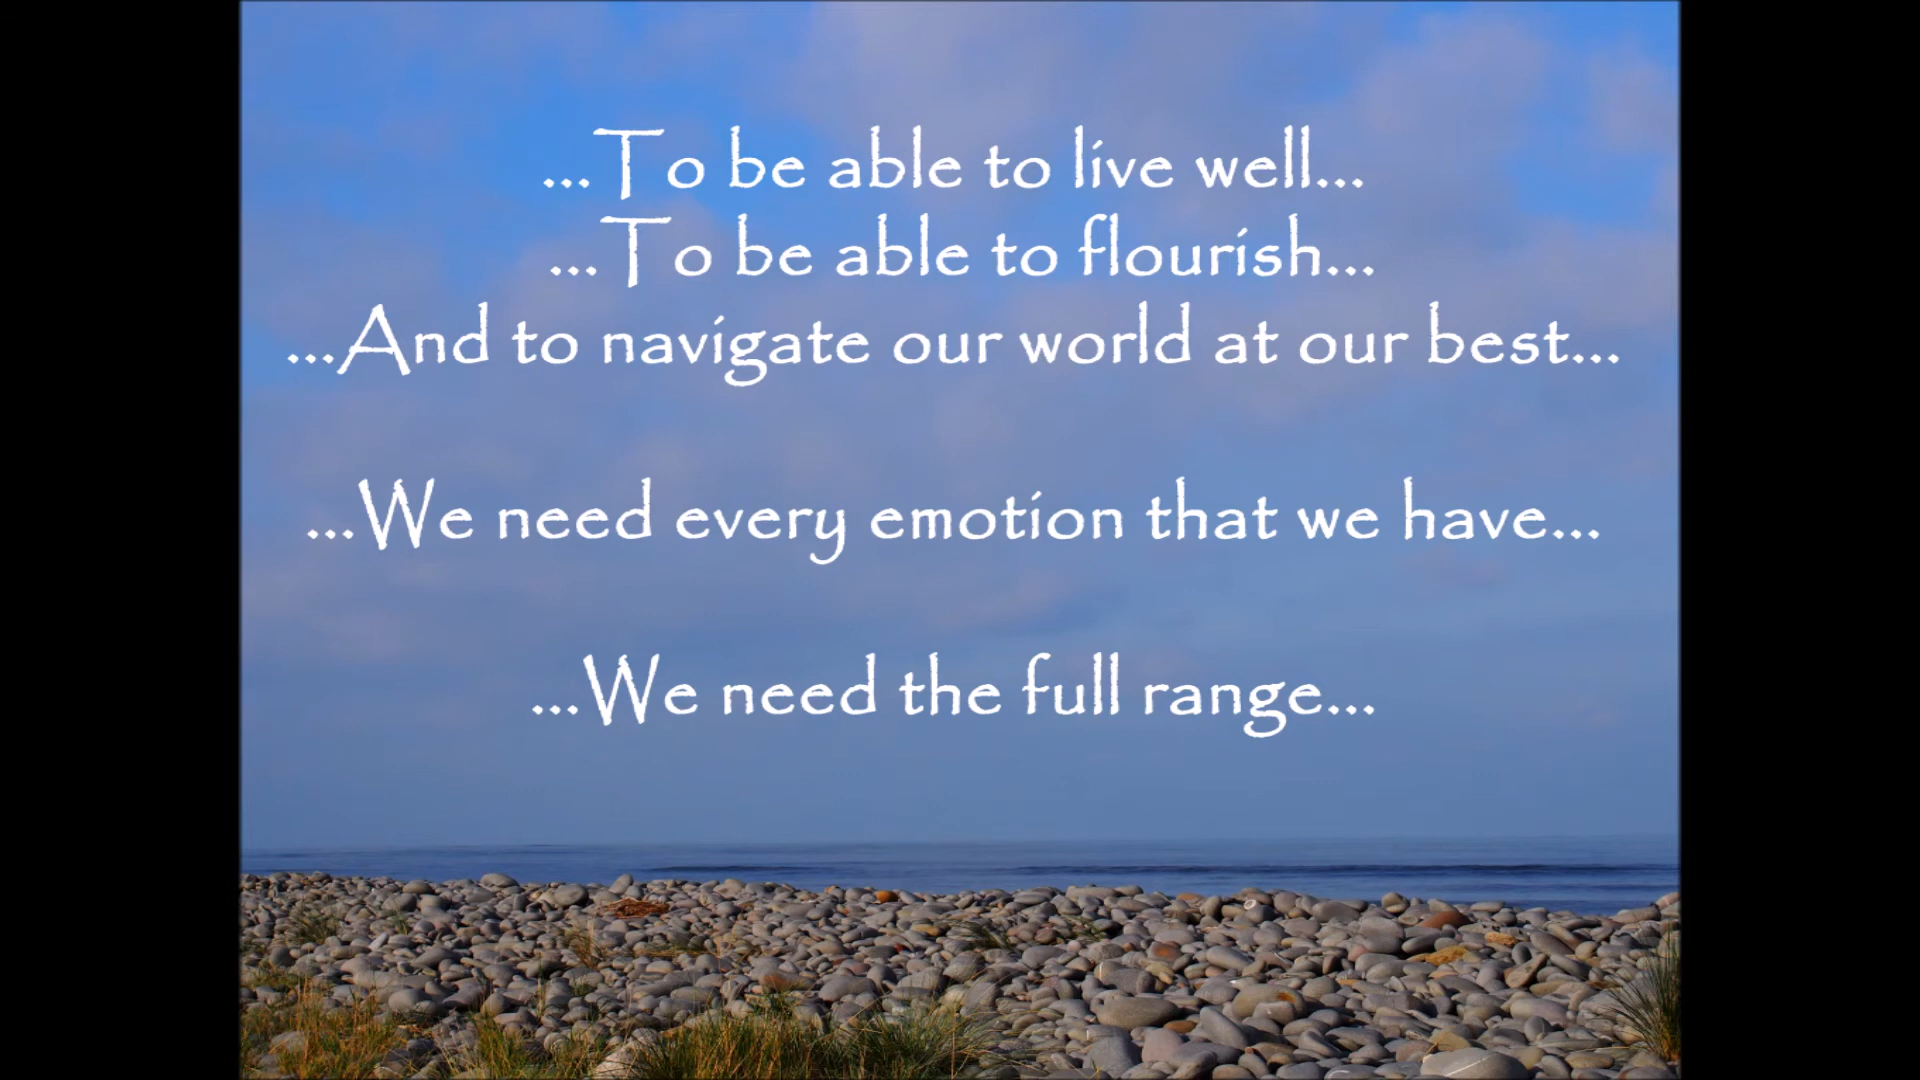 ...To be able to live well...
...To be able to flourish...
...And to navigate our world at our best...
...We need every emotion that we have...
...We need the full range...